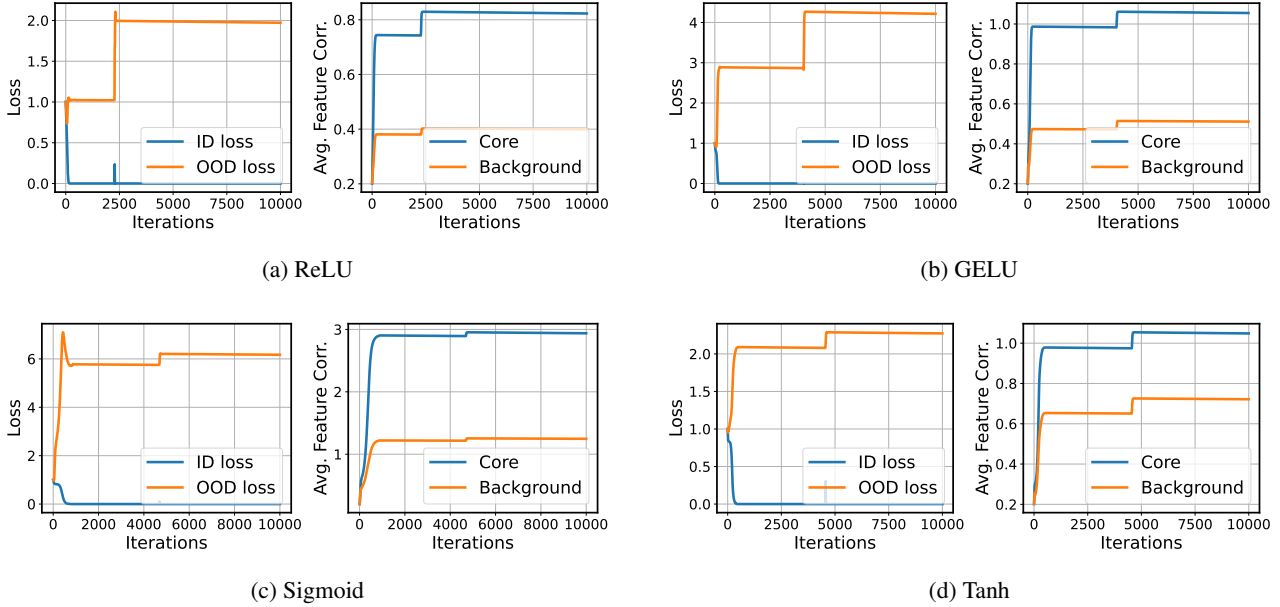 Loss
2.0
1.5
1.0
0.5
0.0
ID loss
OOD loss
0 2500 5000 7500 10000
Iterations
Avg. Feature Corr.
0.8
0.6
0.4
0.2
Core
Background
0 2500 5000 7500 10000
Iterations
(a) ReLU
Loss
4
3
2
1
0
ID loss
OOD loss
0 2500 5000 7500 10000
Iterations
Avg. Feature Corr.
1.0
0.8
0.6
0.4
0.2
Core
Background
0 2500 5000 7500 10000
Iterations
(b) GELU
Loss
6
4
2
0
ID loss
OOD loss
0 2000 4000 6000 8000 10000
Iterations
Avg. Feature Corr.
3
2
1
Core
Background
0 2000 4000 6000 8000 10000
Iterations
(c) Sigmoid
Loss
2.0
1.5
1.0
0.5
0.0
ID loss
OOD loss
0 2500 5000 7500 10000
Iterations
Avg. Feature Corr.
1.0
0.8
0.6
0.4
0.2
Core
Background
0 2500 5000 7500 10000
Iterations
(d) Tanh